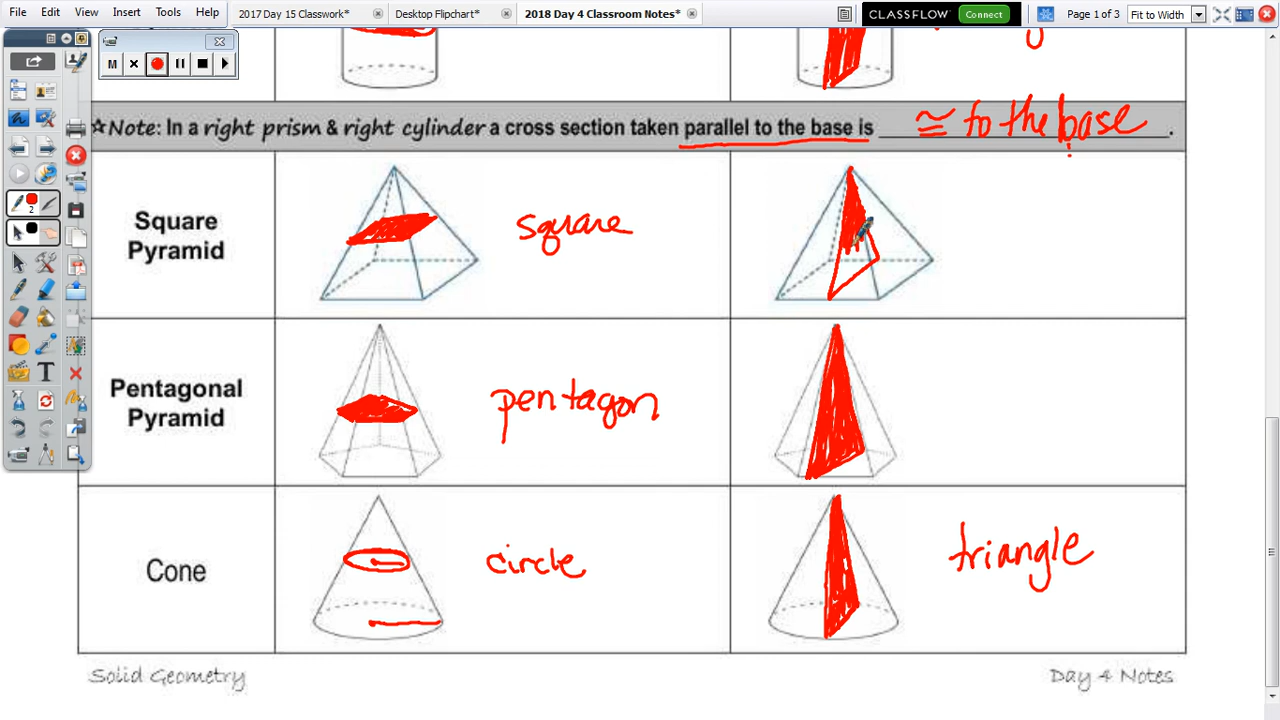 File Edit View Insert Tools Help 2017 Day 15 Classwork* Desktop Flipchart* 2018 Day 4 Classroom Notes* CLASSFLOW Connect Page 1 of 3 Fit to Width
M
☆Note: In a right prism & right cylinder a cross section taken parallel to the base is ≅ to the base.
Square
Pyramid
square
2
Pentagonal
Pyramid
pentagon
Cone
circle
triangle
Solid Geometry Day 4 Notes